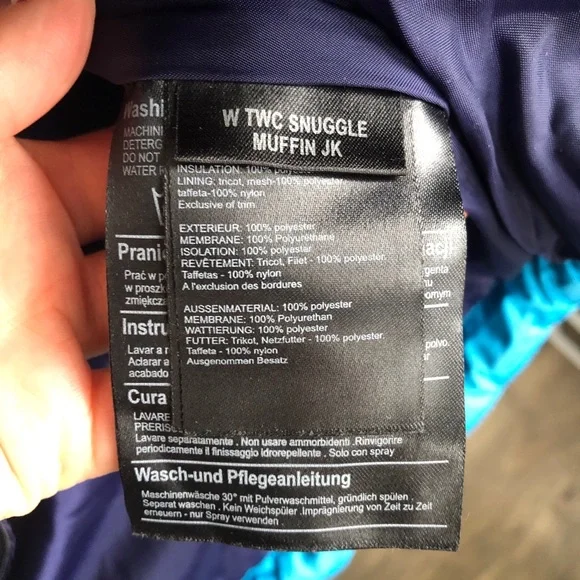 W TWC SNUGGLE
MUFFIN JK
INSULATION: 100% polyester
LINING: tricot, mesh-100% polyester
taffeta-100% nylon
Exclusive of trim
EXTERIEUR: 100% polyester
MEMBRANE: 100% Polyuréthane
ISOLATION: 100% polyester
REVÊTEMENT: Tricot, Filet - 100% polyester.
Taffetas - 100% nylon
A l'exclusion des bordures
AUSSENMATERIAL: 100% polyester
MEMBRANE: 100% Polyurethan
WATTIERUNG: 100% polyester
FUTTER: Trikot, Netzfutter - 100% polyester
Taffeta - 100% nylon
Ausgenommen Besatz
Washi
MACHIN
DETERG
DO NOT
WATER
Prani
acji
Prać w p
w proszk
zmiękcz
Instru
Lavar a
Aclarar a
acabado
polvo
Cura
LAVARE
Lavare separatamente . Non usare ammorbidenti .Rinvigorire
periodicamente il finissaggio idrorepellente . Solo con spray
Wasch-und Pflegeanleitung
Maschinenwäsche 30° mit Pulverwaschmittel, gründlich spülen .
Separat waschen . Kein Weichspüler .Imprägnierung von Zeit zu Zeit
erneuern - nur Spray verwenden .